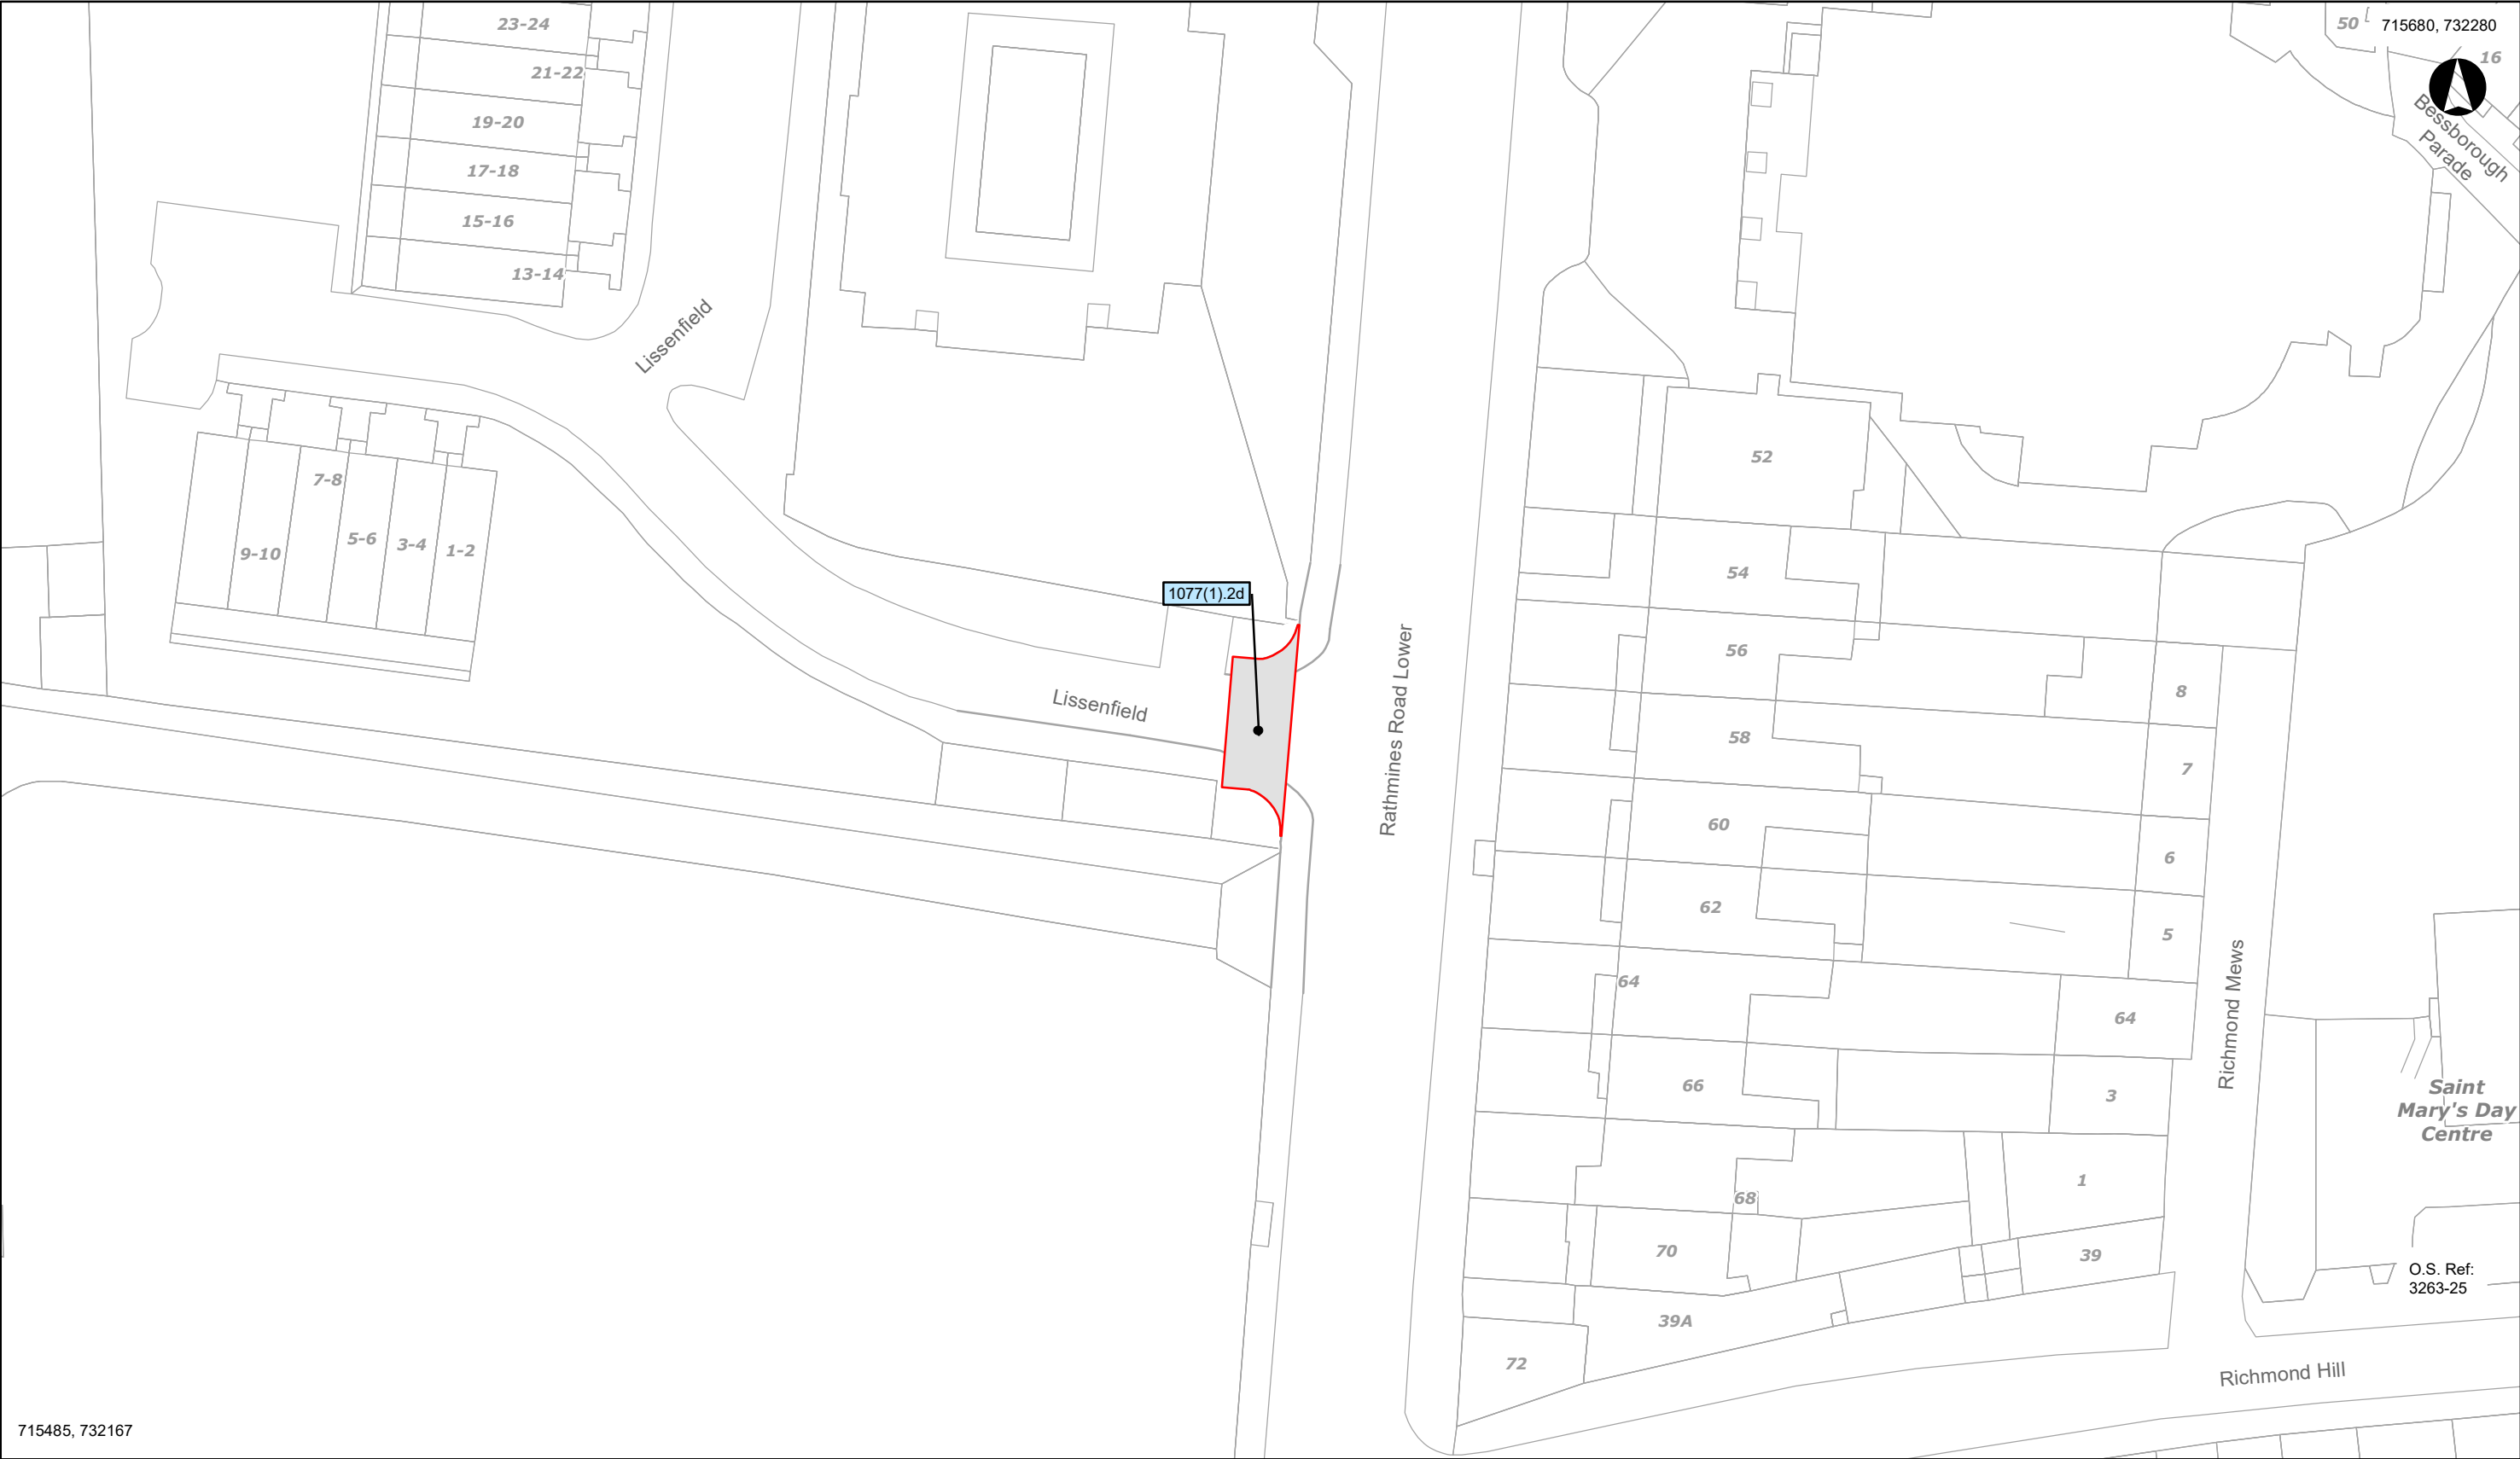 23-24
50
715680, 732280
16
21-22
19-20
Bessborough
Parade
17-18
15-16
13-14
Lissenfield
52
7-8
5-6
3-4
1-2
9-10
54
1077(1).2d
56
8
Lissenfield
Rathmines Road Lower
58
7
60
6
62
5
64
64
Richmond Mews
66
3
Saint
Mary's Day
Centre
1
68
70
39
O.S. Ref:
3263-25
39A
72
Richmond Hill
715485, 732167